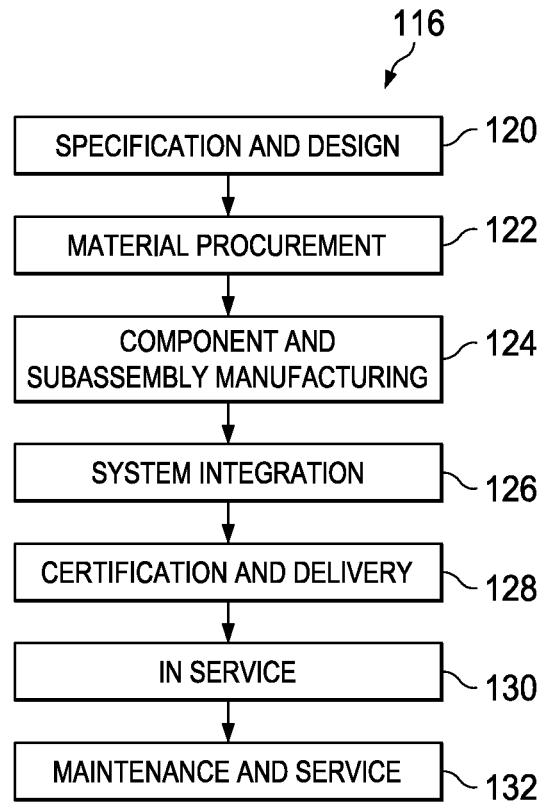 116
SPECIFICATION AND DESIGN
120
MATERIAL PROCUREMENT
122
COMPONENT AND
SUBASSEMBLY MANUFACTURING
124
SYSTEM INTEGRATION
126
CERTIFICATION AND DELIVERY
128
IN SERVICE
130
MAINTENANCE AND SERVICE
132